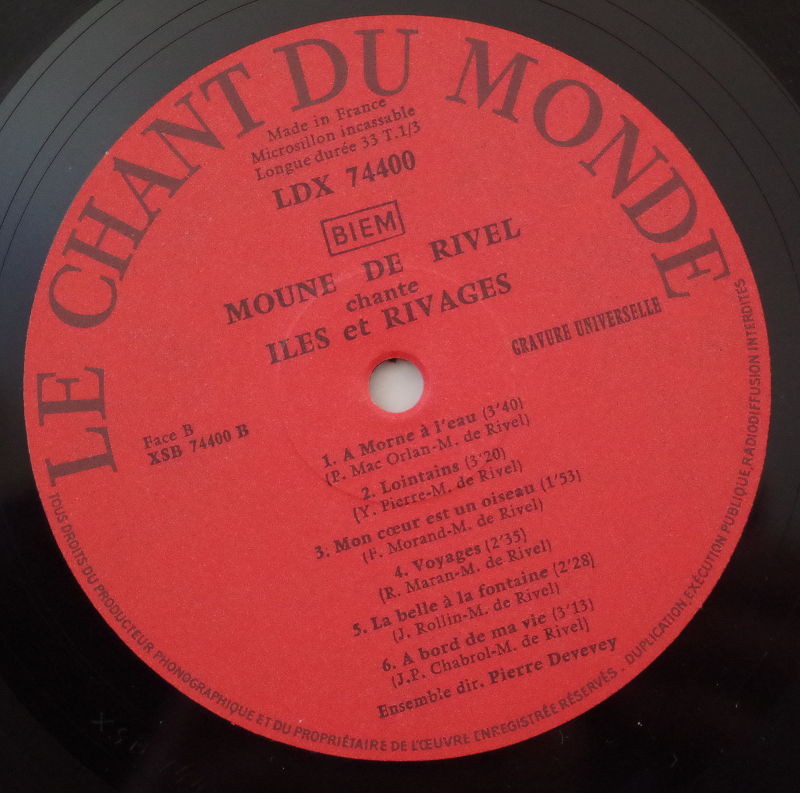 LE CHANT DU MONDE
Made in France
Microsillon incassable
Longue durée 33 T.1/3
LDX 74400
BIEM
MOUNE DE RIVEL
chante
ILES et RIVAGES
GRAVURE UNIVERSELLE
Face B
XSB 74400 B
1. A Morne à l'eau (3'40)
(P. Mac Orlan-M. de Rivel)
2. Lointains (3'20)
(Y. Pierre-M. de Rivel)
3. Mon cœur est un oiseau (1'53)
(P. Morand-M. de Rivel)
4. Voyages (2'35)
(R. Maran-M. de Rivel)
5. La belle à la fontaine (2'28)
(J. Rollin-M. de Rivel)
6. A bord de ma vie (3'13)
(J.P. Chabrol-M. de Rivel)
Ensemble dir. Pierre Devevey
TOUS DROITS DU PRODUCTEUR PHONOGRAPHIQUE ET DU PROPRIÉTAIRE DE L'ŒUVRE ENREGISTRÉE RÉSERVÉS. DUPLICATION, EXÉCUTION PUBLIQUE, RADIODIFFUSION INTERDITES